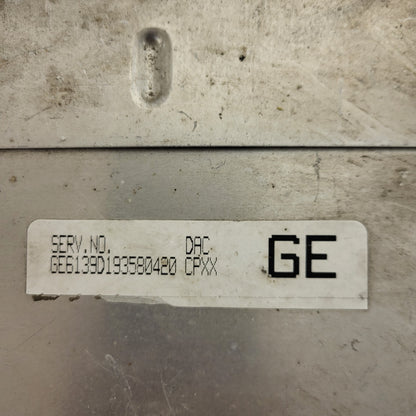 SERV.NO. DAC GE
GE6139D193580420 CPXX